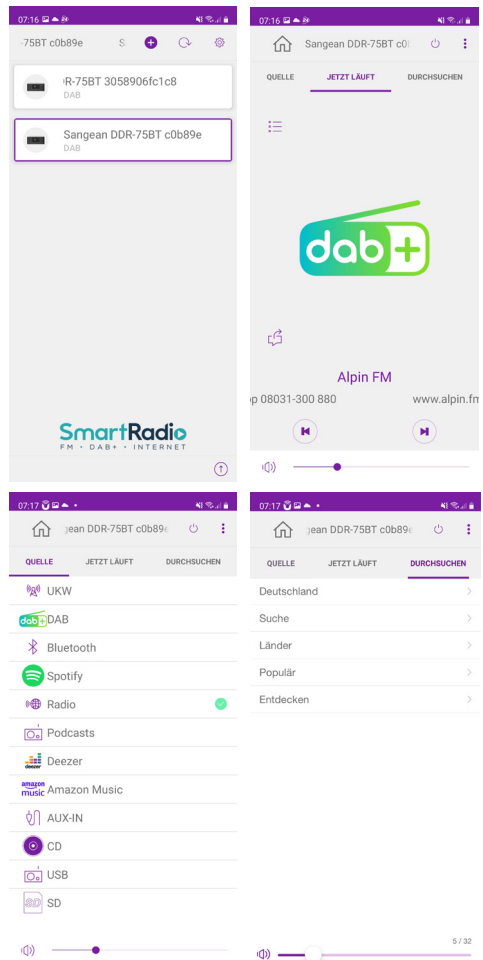 07:16
-75BT c0b89e S
R-75BT 3058906fc1c8
DAB
Sangean DDR-75BT c0b89e
DAB
SmartRadio
FM • DAB+ • INTERNET
07:16
Sangean DDR-75BT c0
QUELLE JETZT LÄUFT DURCHSUCHEN
dab+
Alpin FM
p 08031-300 880 www.alpin.fm
07:17
gean DDR-75BT c0b89e
QUELLE JETZT LÄUFT DURCHSUCHEN
UKW
dab+ DAB
Bluetooth
Spotify
Radio
Podcasts
deezer Deezer
amazon music Amazon Music
AUX-IN
CD
USB
SD SD
07:17
gean DDR-75BT c0b89e
QUELLE JETZT LÄUFT DURCHSUCHEN
Deutschland
Suche
Länder
Populär
Entdecken
5 / 32